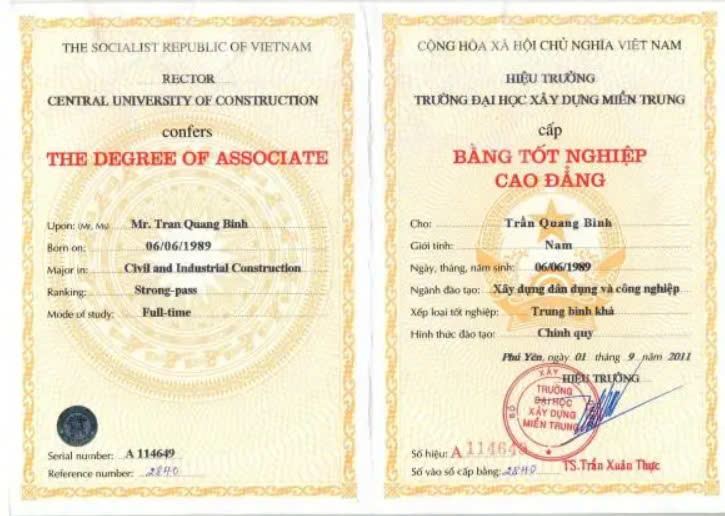 THE SOCIALIST REPUBLIC OF VIETNAM
RECTOR
CENTRAL UNIVERSITY OF CONSTRUCTION
confers
THE DEGREE OF ASSOCIATE
Upon: (Mr, Ms) Mr. Tran Quang Binh
Born on: 06/06/1989
Major in: Civil and Industrial Construction
Ranking: Strong-pass
Mode of study: Full-time
Serial number: A 114649
Reference number: 2840
CỘNG HÒA XÃ HỘI CHỦ NGHĨA VIỆT NAM
HIỆU TRƯỞNG
TRƯỜNG ĐẠI HỌC XÂY DỰNG MIỀN TRUNG
cấp
BẰNG TỐT NGHIỆP
CAO ĐẲNG
Cho: Trần Quang Bình
Giới tính: Nam
Ngày, tháng, năm sinh: 06/06/1989
Ngành đào tạo: Xây dựng dân dụng và công nghiệp
Xếp loại tốt nghiệp: Trung bình khá
Hình thức đào tạo: Chính quy
Phú Yên, ngày 01 tháng 9 năm 2011
HIỆU TRƯỞNG
BỘ XÂY
TRƯỜNG
ĐẠI HỌC
XÂY DỰNG
MIỀN TRUNG
Số hiệu: A 114649
Số vào sổ cấp bằng: 2840
TS.Trần Xuân Thực